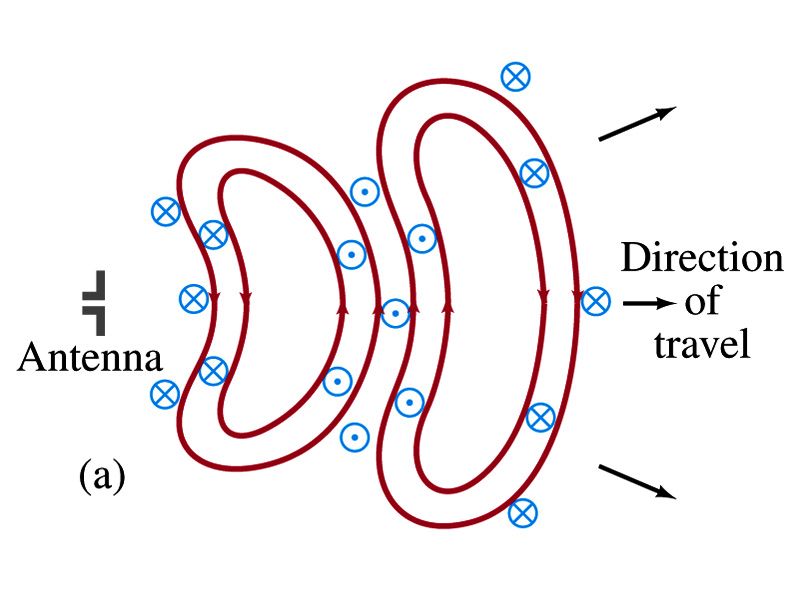 Direction
of
travel
Antenna
(a)